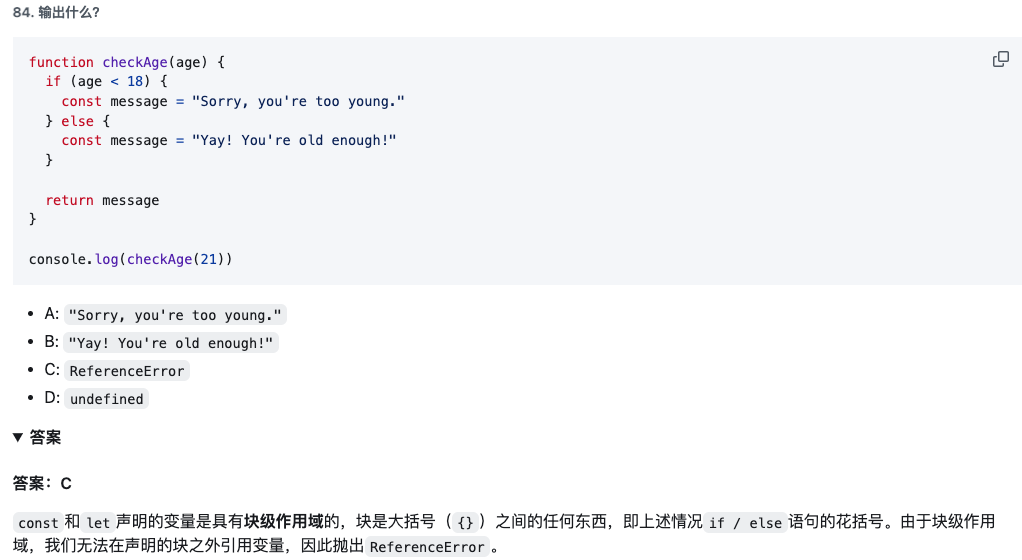 84. 输出什么?
function checkAge(age) {
  if (age < 18) {
    const message = "Sorry, you're too young."
  } else {
    const message = "Yay! You're old enough!"
  }
  return message
}
console.log(checkAge(21))
• A: "Sorry, you're too young."
• B: "Yay! You're old enough!"
• C: ReferenceError
• D: undefined
▼ 答案
答案：C
const 和 let 声明的变量是具有块级作用域的，块是大括号（ {} ）之间的任何东西，即上述情况 if / else 语句的花括号。由于块级作用
域，我们无法在声明的块之外引用变量，因此抛出 ReferenceError 。